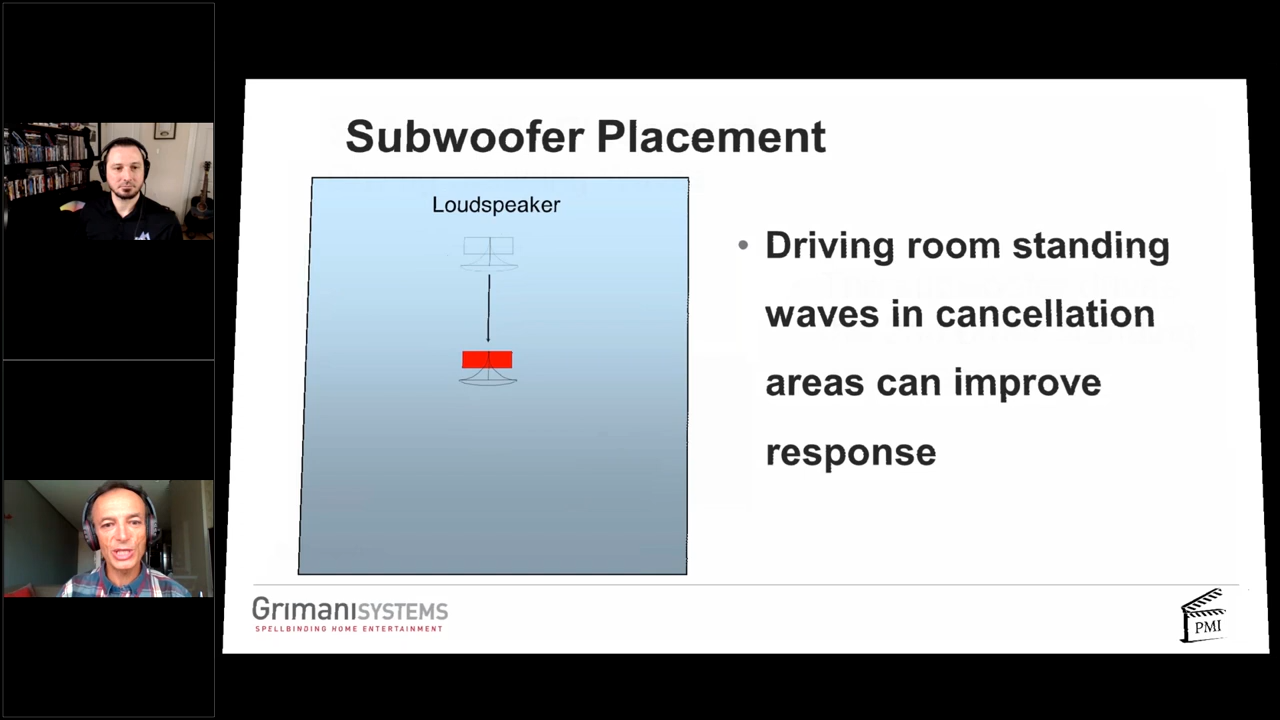 Subwoofer Placement
Loudspeaker
• Driving room standing
waves in cancellation
areas can improve
response
GrimaniSYSTEMS
SPELLBINDING HOME ENTERTAINMENT
PMI